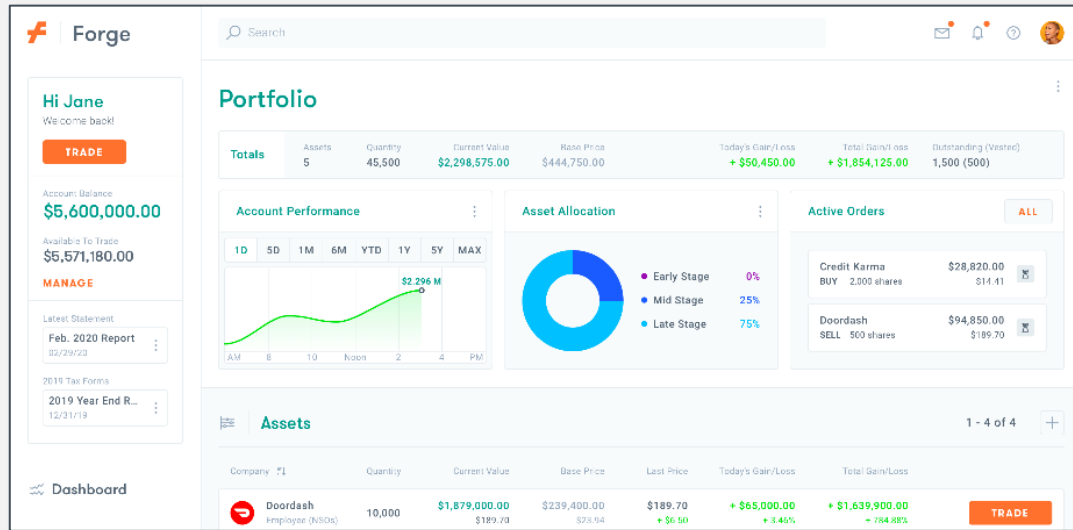 Forge
Search
Hi Jane
Welcome back!
TRADE
Account Balance
$5,600,000.00
Available To Trade
$5,571,180.00
MANAGE
Latest Statement
Feb. 2020 Report
02/29/20
2019 Tax Forms
2019 Year End R...
12/31/19
Dashboard
Portfolio
Totals
Assets Quantity Current Value Base Price Today's Gain/Loss Total Gain/Loss Outstanding (Vested)
5 45,500 $2,298,575.00 $444,750.00 + $50,450.00 + $1,854,125.00 1,500 (500)
Account Performance
1D 5D 1M 6M YTD 1Y 5Y MAX
$2.296 M
AM 8 10 Noon 2 4 PM
Asset Allocation
Early Stage 0%
Mid Stage 25%
Late Stage 75%
Active Orders
ALL
Credit Karma $28,820.00
BUY 2,000 shares $14.41
Doordash $94,850.00
SELL 500 shares $189.70
Assets
1 - 4 of 4
Company Quantity Current Value Base Price Last Price Today's Gain/Loss Total Gain/Loss
Doordash 10,000 $1,879,000.00 $239,400.00 $189.70 + $65,000.00 + $1,639,900.00 TRADE
Employee (NSOs) $189.70 $23.94 + $6.50 + 3.46% + 784.88%